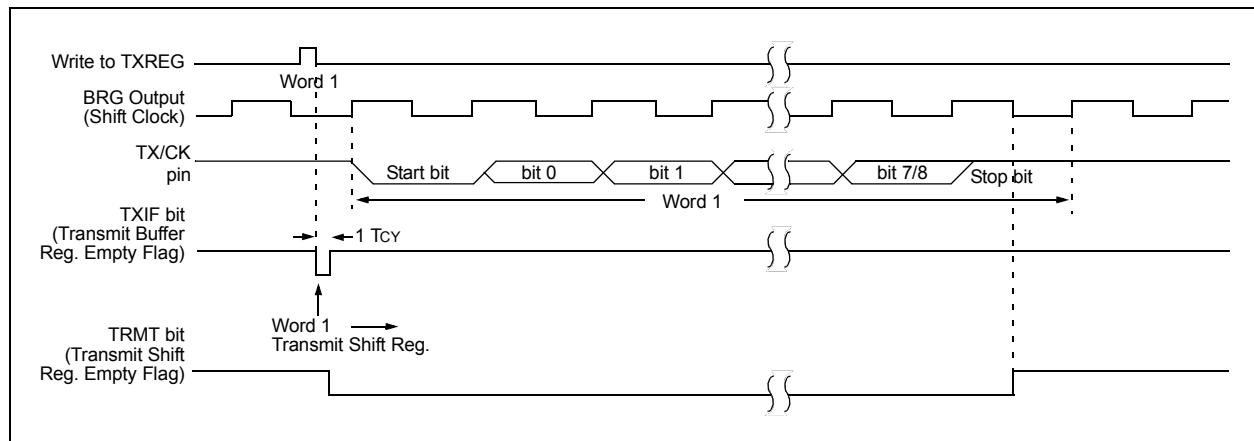 Write to TXREG
Word 1
BRG Output
(Shift Clock)
TX/CK
pin
Start bit
bit 0
bit 1
bit 7/8
Stop bit
Word 1
TXIF bit
(Transmit Buffer
Reg. Empty Flag)
1 TCY
Word 1
Transmit Shift Reg.
TRMT bit
(Transmit Shift
Reg. Empty Flag)